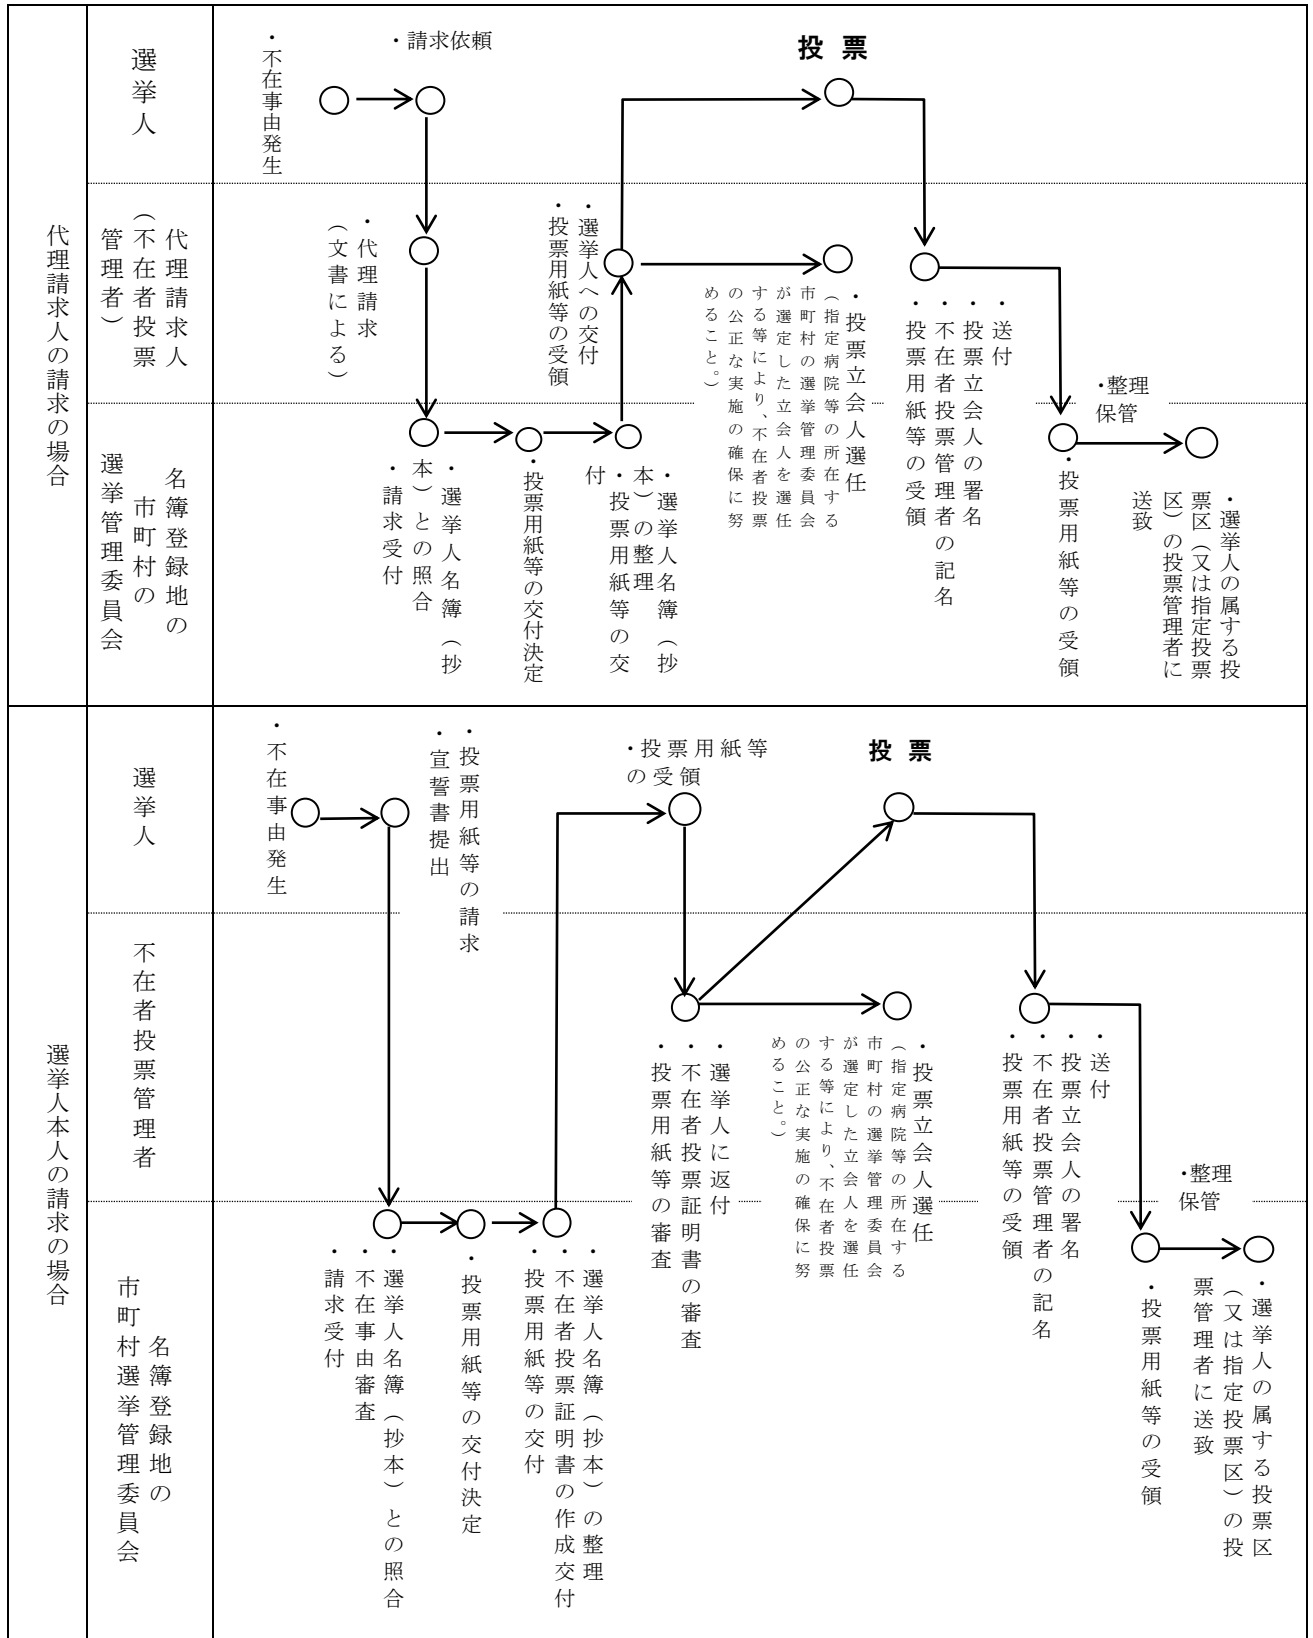 代理請求人の請求の場合
選挙人
・不在事由発生
・請求依頼
投 票
代理請求人
(不在者投票
管理者)
・代理請求
(文書による)
・選挙人への交付
・投票用紙等の受領
・投票立会人選任
(指定病院等の所在する
市町村の選挙管理委員会
が選定した立会人を選任
する等により、不在者投票
の公正な実施の確保に努
めること。)
・送付
・投票立会人の署名
・不在者投票管理者の記名
・投票用紙等の受領
名簿登録地の
市町村の
選挙管理委員会
・選挙人名簿(抄
本)との照合
・請求受付
・投票用紙等の交付決定
・選挙人名簿(抄
本)の整理
・投票用紙等の交
付
・整理
保管
・投票用紙等の受領
・選挙人の属する投
票区(又は指定投票
区)の投票管理者に
送致
選挙人本人の請求の場合
選挙人
・不在事由発生
・投票用紙等の請求
・宣誓書提出
・投票用紙等
の受領
投 票
不在者投票管理者
・選挙人に返付
・不在者投票証明書の審査
・投票用紙等の審査
・投票立会人選任
(指定病院等の所在する
市町村の選挙管理委員会
が選定した立会人を選任
する等により、不在者投票
の公正な実施の確保に努
めること。)
・送付
・投票立会人の署名
・不在者投票管理者の記名
・投票用紙等の受領
名簿登録地の
市町村選挙管理委員会
・選挙人名簿(抄本)との照合
・不在事由審査
・請求受付
・投票用紙等の交付決定
・選挙人名簿(抄本)の整理
・不在者投票証明書の作成交付
・投票用紙等の交付
・整理
保管
・投票用紙等の受領
・選挙人の属する投票区
(又は指定投票区)の投
票管理者に送致